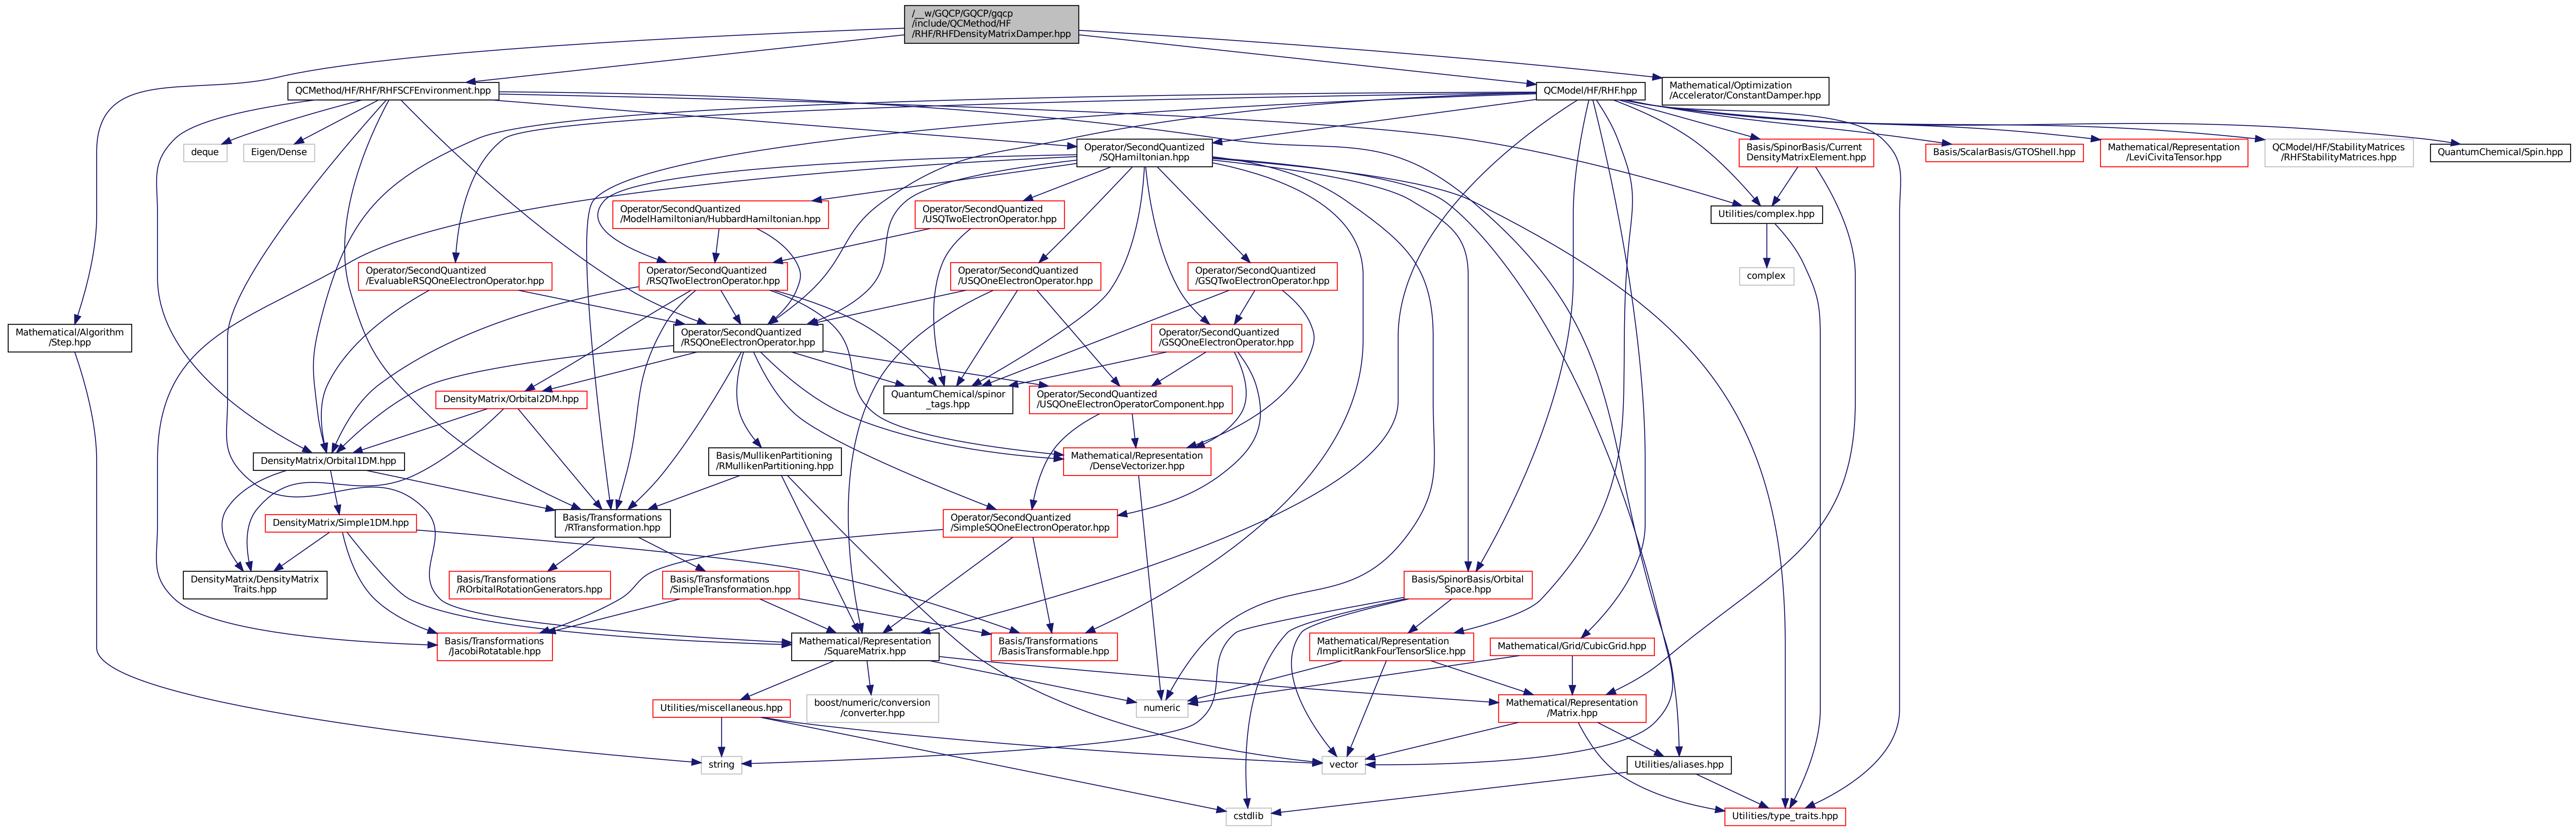 /__w/GQCP/GQCP/gqcp
/include/QCMethod/HF
/RHF/RHFDensityMatrixDamper.hpp
QCMethod/HF/RHF/RHFSCFEnvironment.hpp
QCModel/HF/RHF.hpp
Mathematical/Optimization
/Accelerator/ConstantDamper.hpp
deque
Eigen/Dense
Operator/SecondQuantized
/SQHamiltonian.hpp
Basis/SpinorBasis/Current
DensityMatrixElement.hpp
Basis/ScalarBasis/GTOShell.hpp
Mathematical/Representation
/LeviCivitaTensor.hpp
QCModel/HF/StabilityMatrices
/RHFStabilityMatrices.hpp
QuantumChemical/Spin.hpp
Operator/SecondQuantized
/ModelHamiltonian/HubbardHamiltonian.hpp
Operator/SecondQuantized
/USQTwoElectronOperator.hpp
Utilities/complex.hpp
Operator/SecondQuantized
/EvaluableRSQOneElectronOperator.hpp
Operator/SecondQuantized
/RSQTwoElectronOperator.hpp
Operator/SecondQuantized
/USQOneElectronOperator.hpp
Operator/SecondQuantized
/GSQTwoElectronOperator.hpp
complex
Mathematical/Algorithm
/Step.hpp
Operator/SecondQuantized
/RSQOneElectronOperator.hpp
Operator/SecondQuantized
/GSQOneElectronOperator.hpp
DensityMatrix/Orbital2DM.hpp
QuantumChemical/spinor
_tags.hpp
Operator/SecondQuantized
/USQOneElectronOperatorComponent.hpp
DensityMatrix/Orbital1DM.hpp
Basis/MullikenPartitioning
/RMullikenPartitioning.hpp
Mathematical/Representation
/DenseVectorizer.hpp
DensityMatrix/Simple1DM.hpp
Basis/Transformations
/RTransformation.hpp
Operator/SecondQuantized
/SimpleSQOneElectronOperator.hpp
DensityMatrix/DensityMatrix
Traits.hpp
Basis/Transformations
/ROrbitalRotationGenerators.hpp
Basis/Transformations
/SimpleTransformation.hpp
Basis/SpinorBasis/Orbital
Space.hpp
Basis/Transformations
/JacobiRotatable.hpp
Mathematical/Representation
/SquareMatrix.hpp
Basis/Transformations
/BasisTransformable.hpp
Mathematical/Representation
/ImplicitRankFourTensorSlice.hpp
Mathematical/Grid/CubicGrid.hpp
Utilities/miscellaneous.hpp
boost/numeric/conversion
/converter.hpp
numeric
Mathematical/Representation
/Matrix.hpp
string
vector
Utilities/aliases.hpp
cstdlib
Utilities/type_traits.hpp